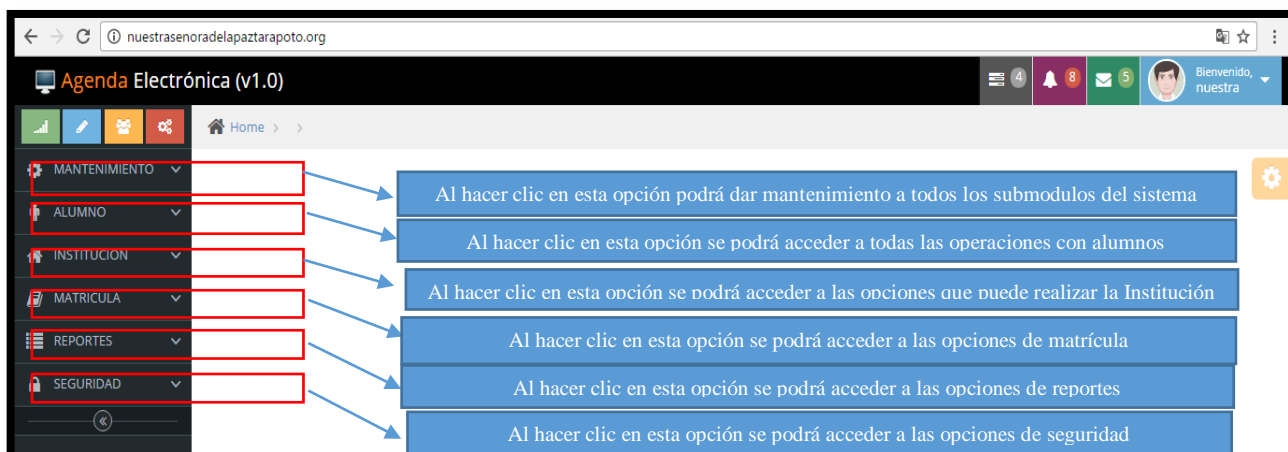 nuestrasenoradelapaztarapoto.org
Agenda Electrónica (v1.0)
4
8
5
Bienvenido,
nuestra
Home > >
MANTENIMIENTO
Al hacer clic en esta opción podrá dar mantenimiento a todos los submodulos del sistema
ALUMNO
Al hacer clic en esta opción se podrá acceder a todas las operaciones con alumnos
INSTITUCION
Al hacer clic en esta opción se podrá acceder a las opciones que puede realizar la Institución
MATRICULA
Al hacer clic en esta opción se podrá acceder a las opciones de matrícula
REPORTES
Al hacer clic en esta opción se podrá acceder a las opciones de reportes
SEGURIDAD
Al hacer clic en esta opción se podrá acceder a las opciones de seguridad